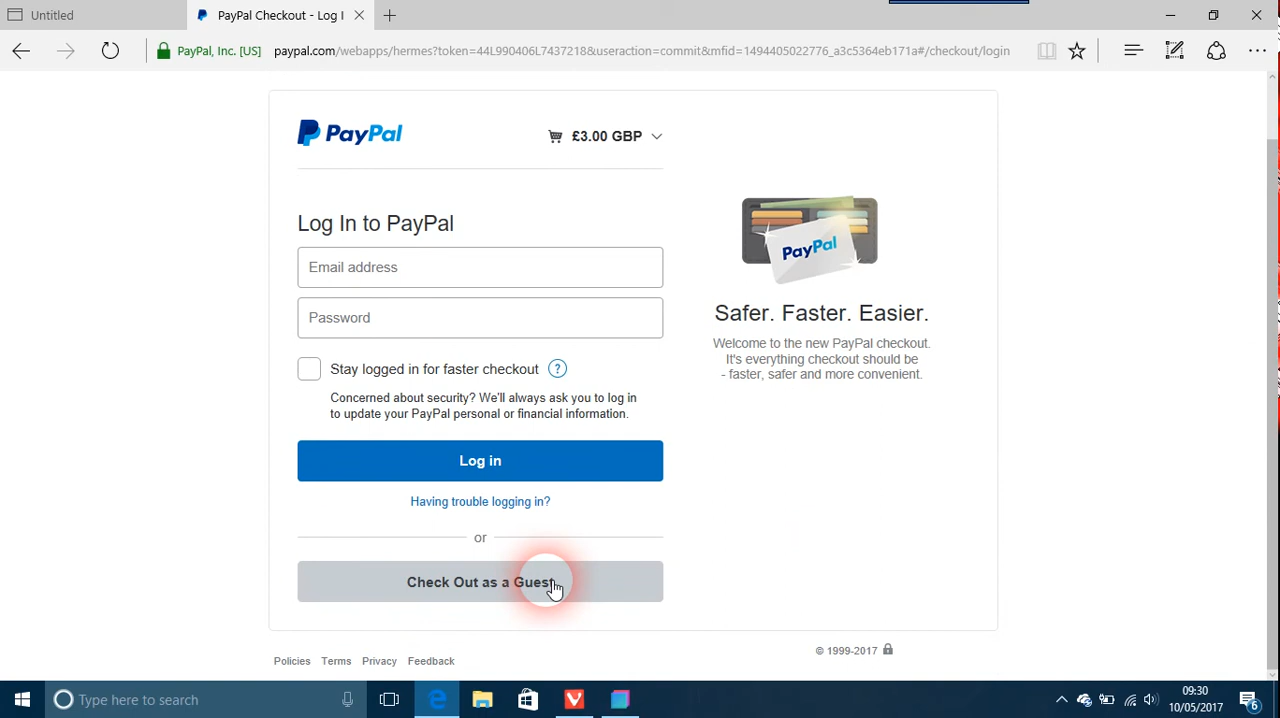 Untitled
PayPal Checkout - Log I
PayPal, Inc. [US]
paypal.com/webapps/hermes?token=44L990406L7437218&useraction=commit&mfid=1494405022776_a3c5364eb171a#/checkout/login
PayPal
£3.00 GBP
Log In to PayPal
Email address
Password
Stay logged in for faster checkout ?
Concerned about security? We'll always ask you to log in
to update your PayPal personal or financial information.
Log in
Having trouble logging in?
or
Check Out as a Guest
PayPal
Safer. Faster. Easier.
Welcome to the new PayPal checkout.
It's everything checkout should be
- faster, safer and more convenient.
Policies Terms Privacy Feedback
© 1999-2017
Type here to search
09:30
10/05/2017
6